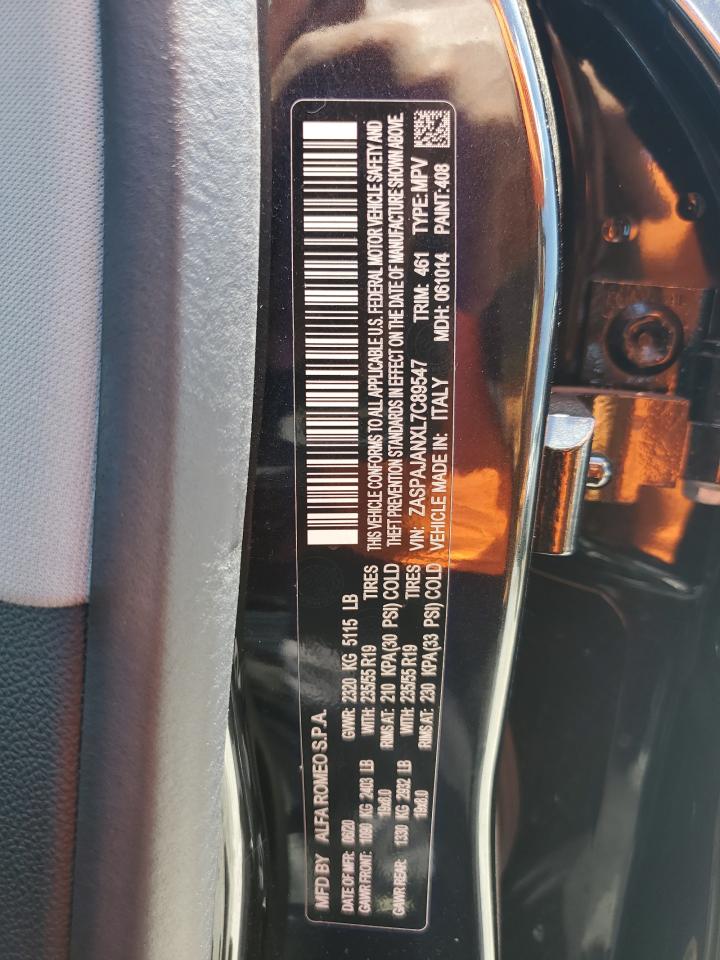 MFD BY ALFA ROMEO S.P.A.
DATE OF MFR: 06/20 GVWR: 2320 KG 5115 LB
GAWR FRONT: 1090 KG 2403 LB WITH: 235/55 R19 TIRES
19x8.0 RIMS AT: 210 KPA(30 PSI) COLD
GAWR REAR: 1330 KG 2932 LB WITH: 235/55 R19 TIRES
19x8.0 RIMS AT: 230 KPA(33 PSI) COLD
THIS VEHICLE CONFORMS TO ALL APPLICABLE U.S. FEDERAL MOTOR VEHICLE SAFETY AND
THEFT PREVENTION STANDARDS IN EFFECT ON THE DATE OF MANUFACTURE SHOWN ABOVE.
VIN: ZASPAJANXL7C89547 TRIM: 461 TYPE: MPV
VEHICLE MADE IN: ITALY MDH: 061014 PAINT: 408